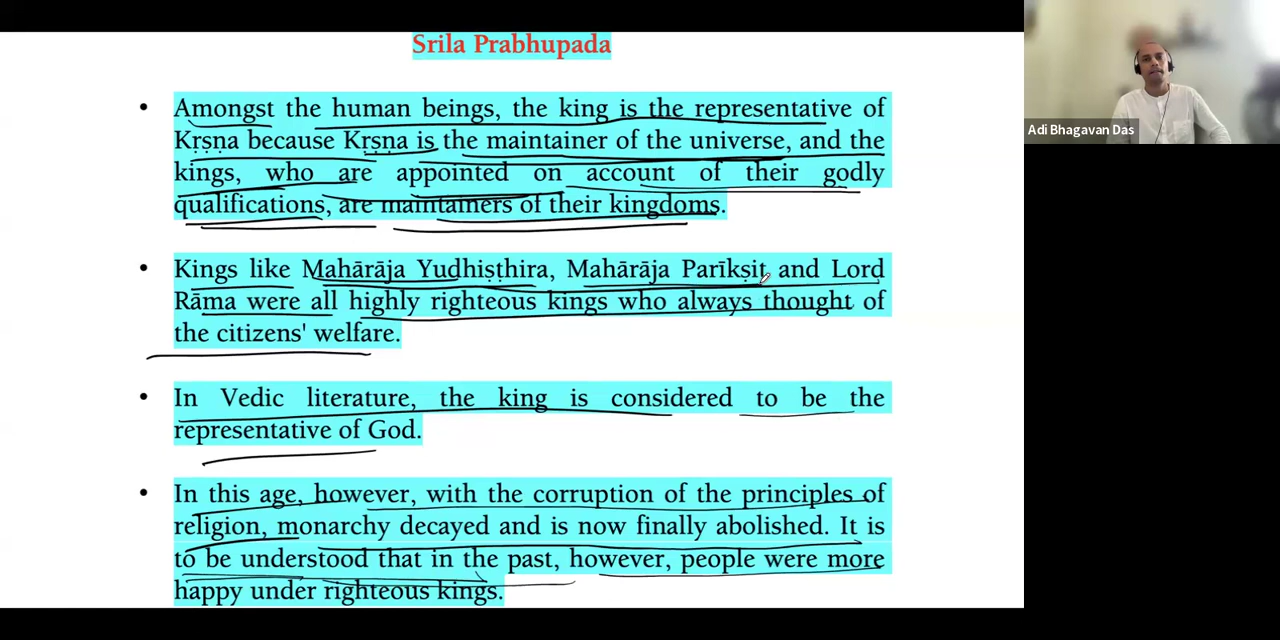 Srila Prabhupada
• Amongst the human beings, the king is the representative of
Kṛṣṇa because Kṛṣṇa is the maintainer of the universe, and the
kings, who are appointed on account of their godly
qualifications, are maintainers of their kingdoms.
• Kings like Mahārāja Yudhiṣṭhira, Mahārāja Parīkṣit and Lord
Rāma were all highly righteous kings who always thought of
the citizens' welfare.
• In Vedic literature, the king is considered to be the
representative of God.
• In this age, however, with the corruption of the principles of
religion, monarchy decayed and is now finally abolished. It is
to be understood that in the past, however, people were more
happy under righteous kings.
Adi Bhagavan Das